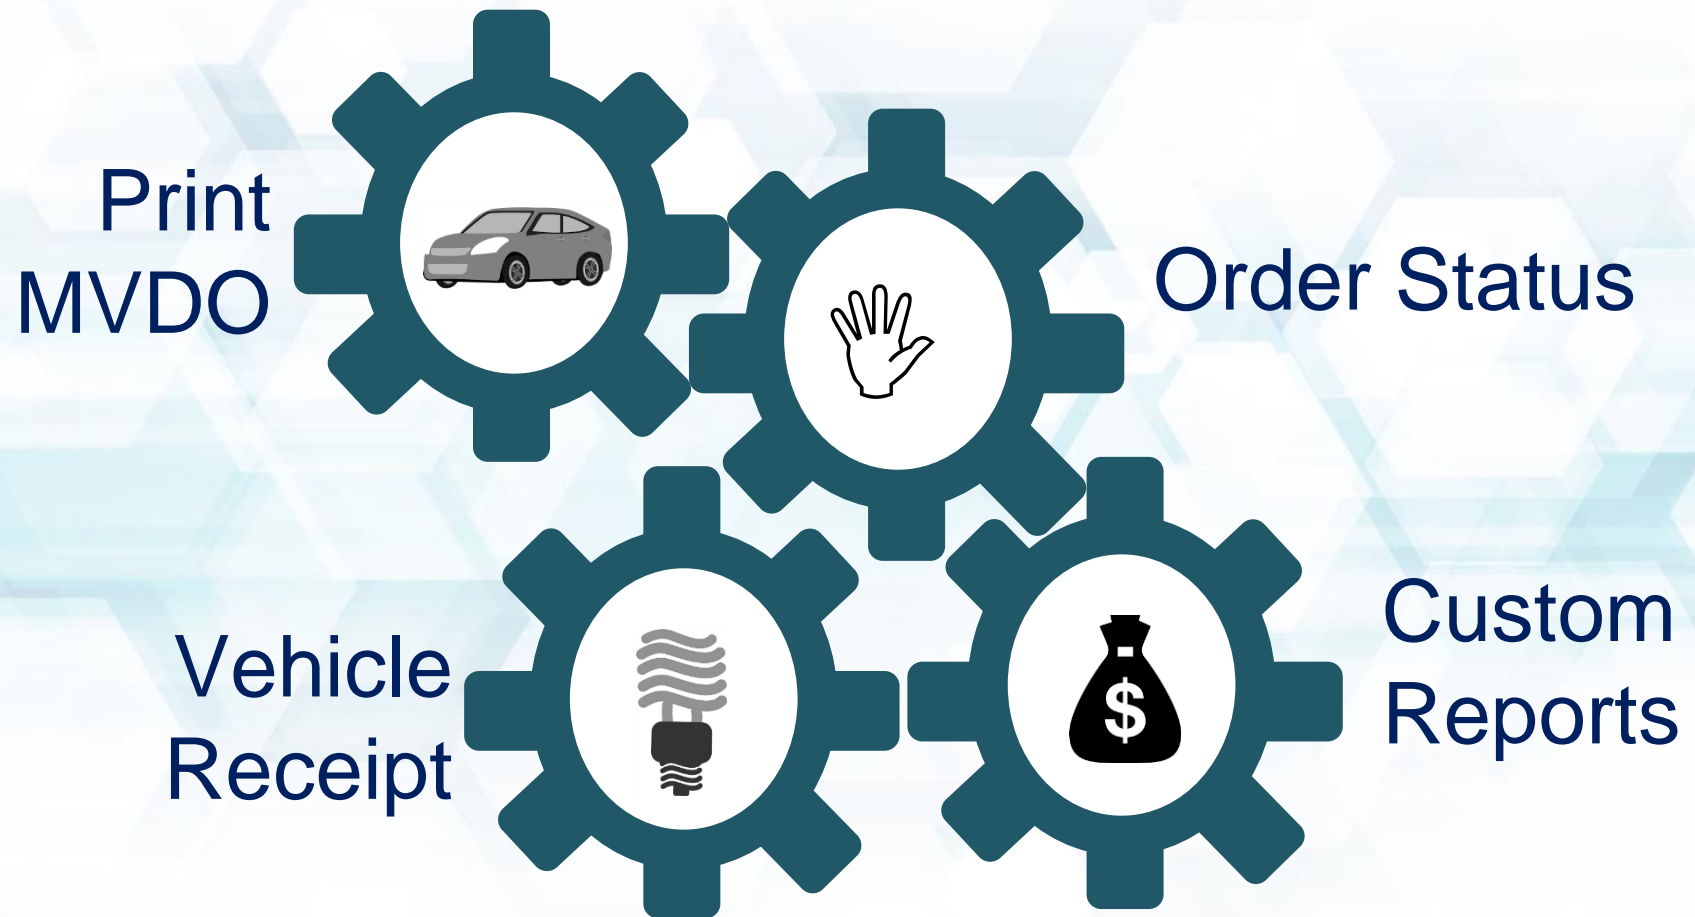 Print
MVDO
Order Status
Vehicle
Receipt
Custom
Reports
$